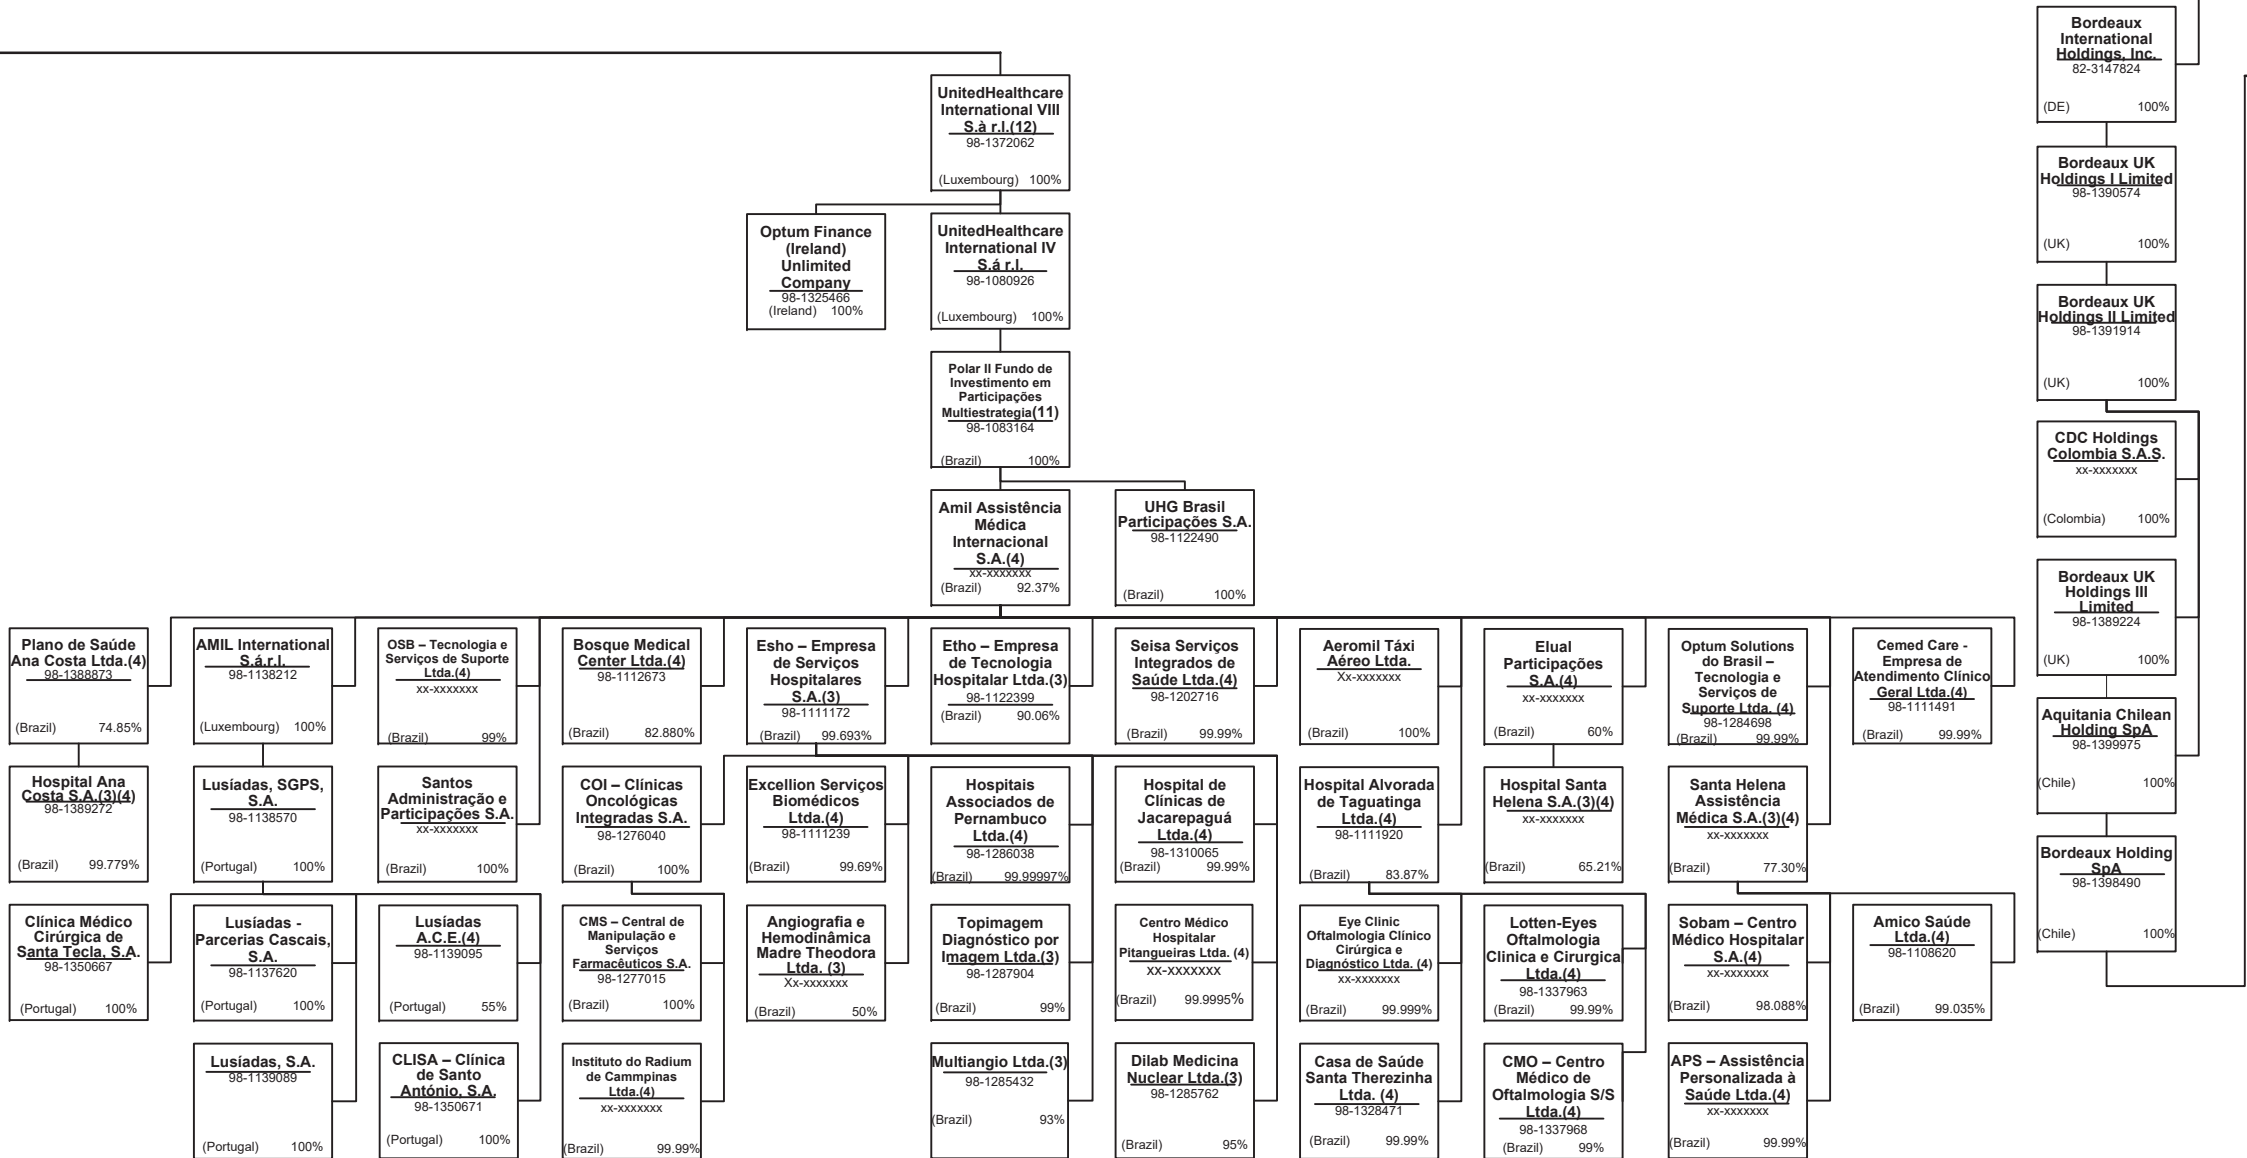 Bordeaux
International
Holdings, Inc.
82-3147824
(DE) 100%
UnitedHealthcare
International VIII
S.à r.l.(12)
98-1372062
(Luxembourg) 100%
Bordeaux UK
Holdings I Limited
98-1390574
(UK) 100%
Optum Finance
(Ireland)
Unlimited
Company
98-1325466
(Ireland) 100%
UnitedHealthcare
International IV
S.á r.l.
98-1080926
(Luxembourg) 100%
Bordeaux UK
Holdings II Limited
98-1391914
(UK) 100%
Polar II Fundo de
Investimento em
Participações
Multiestrategia(11)
98-1083164
(Brazil) 100%
CDC Holdings
Colombia S.A.S.
xx-xxxxxxx
(Colombia) 100%
Amil Assistência
Médica
Internacional
S.A.(4)
xx-xxxxxxx
(Brazil) 92.37%
UHG Brasil
Participações S.A.
98-1122490
(Brazil) 100%
Bordeaux UK
Holdings III
Limited
98-1389224
(UK) 100%
Plano de Saúde
Ana Costa Ltda.(4)
98-1388873
(Brazil) 74.85%
AMIL International
S.á.r.l.
98-1138212
(Luxembourg) 100%
OSB – Tecnologia e
Serviços de Suporte
Ltda.(4)
xx-xxxxxxx
(Brazil) 99%
Bosque Medical
Center Ltda.(4)
98-1112673
(Brazil) 82.880%
Esho – Empresa
de Serviços
Hospitalares
S.A.(3)
98-1111172
(Brazil) 99.693%
Etho – Empresa
de Tecnologia
Hospitalar Ltda.(3)
98-1122399
(Brazil) 90.06%
Seisa Serviços
Integrados de
Saúde Ltda.(4)
98-1202716
(Brazil) 99.99%
Aeromil Táxi
Aéreo Ltda.
Xx-xxxxxxx
(Brazil) 100%
Elual
Participações
S.A.(4)
xx-xxxxxxx
(Brazil) 60%
Optum Solutions
do Brasil –
Tecnologia e
Serviços de
Suporte Ltda. (4)
98-1284698
(Brazil) 99.99%
Cemed Care -
Empresa de
Atendimento Clínico
Geral Ltda.(4)
98-1111491
(Brazil) 99.99%
Aquitania Chilean
Holding SpA
98-1399975
(Chile) 100%
Hospital Ana
Costa S.A.(3)(4)
98-1389272
(Brazil) 99.779%
Lusíadas, SGPS,
S.A.
98-1138570
(Portugal) 100%
Santos
Administração e
Participações S.A.
xx-xxxxxxx
(Brazil) 100%
COI – Clínicas
Oncológicas
Integradas S.A.
98-1276040
(Brazil) 100%
Excellion Serviços
Biomédicos
Ltda.(4)
98-1111239
(Brazil) 99.69%
Hospitais
Associados de
Pernambuco
Ltda.(4)
98-1286038
(Brazil) 99.99997%
Hospital de
Clínicas de
Jacarepaguá
Ltda.(4)
98-1310065
(Brazil) 99.99%
Hospital Alvorada
de Taguatinga
Ltda.(4)
98-1111920
(Brazil) 83.87%
Hospital Santa
Helena S.A.(3)(4)
xx-xxxxxxx
(Brazil) 65.21%
Santa Helena
Assistência
Médica S.A.(3)(4)
xx-xxxxxxx
(Brazil) 77.30%
Bordeaux Holding
SpA
98-1398490
(Chile) 100%
Clínica Médico
Cirúrgica de
Santa Tecla, S.A.
98-1350667
(Portugal) 100%
Lusíadas -
Parcerias Cascais,
S.A.
98-1137620
(Portugal) 100%
Lusíadas
A.C.E.(4)
98-1139095
(Portugal) 55%
CMS – Central de
Manipulação e
Serviços
Farmacêuticos S.A.
98-1277015
(Brazil) 100%
Angiografia e
Hemodinâmica
Madre Theodora
Ltda. (3)
Xx-xxxxxxx
(Brazil) 50%
Topimagem
Diagnóstico por
Imagem Ltda.(3)
98-1287904
(Brazil) 99%
Centro Médico
Hospitalar
Pitangueiras Ltda. (4)
xx-xxxxxxx
(Brazil) 99.9995%
Eye Clinic
Oftalmologia Clínico
Cirúrgica e
Diagnóstico Ltda. (4)
xx-xxxxxxx
(Brazil) 99.999%
Lotten-Eyes
Oftalmologia
Clinica e Cirurgica
Ltda.(4)
98-1337963
(Brazil) 99.99%
Sobam – Centro
Médico Hospitalar
S.A.(4)
xx-xxxxxxx
(Brazil) 98.088%
Amico Saúde
Ltda.(4)
98-1108620
(Brazil) 99.035%
Lusíadas, S.A.
98-1139089
(Portugal) 100%
CLISA – Clínica
de Santo
António, S.A.
98-1350671
(Portugal) 100%
Instituto do Radium
de Cammpinas
Ltda.(4)
xx-xxxxxxx
(Brazil) 99.99%
Multiangio Ltda.(3)
98-1285432
(Brazil) 93%
Dilab Medicina
Nuclear Ltda.(3)
98-1285762
(Brazil) 95%
Casa de Saúde
Santa Therezinha
Ltda. (4)
98-1328471
(Brazil) 99.99%
CMO – Centro
Médico de
Oftalmologia S/S
Ltda.(4)
98-1337968
(Brazil) 99%
APS – Assistência
Personalizada à
Saúde Ltda.(4)
xx-xxxxxxx
(Brazil) 99.99%